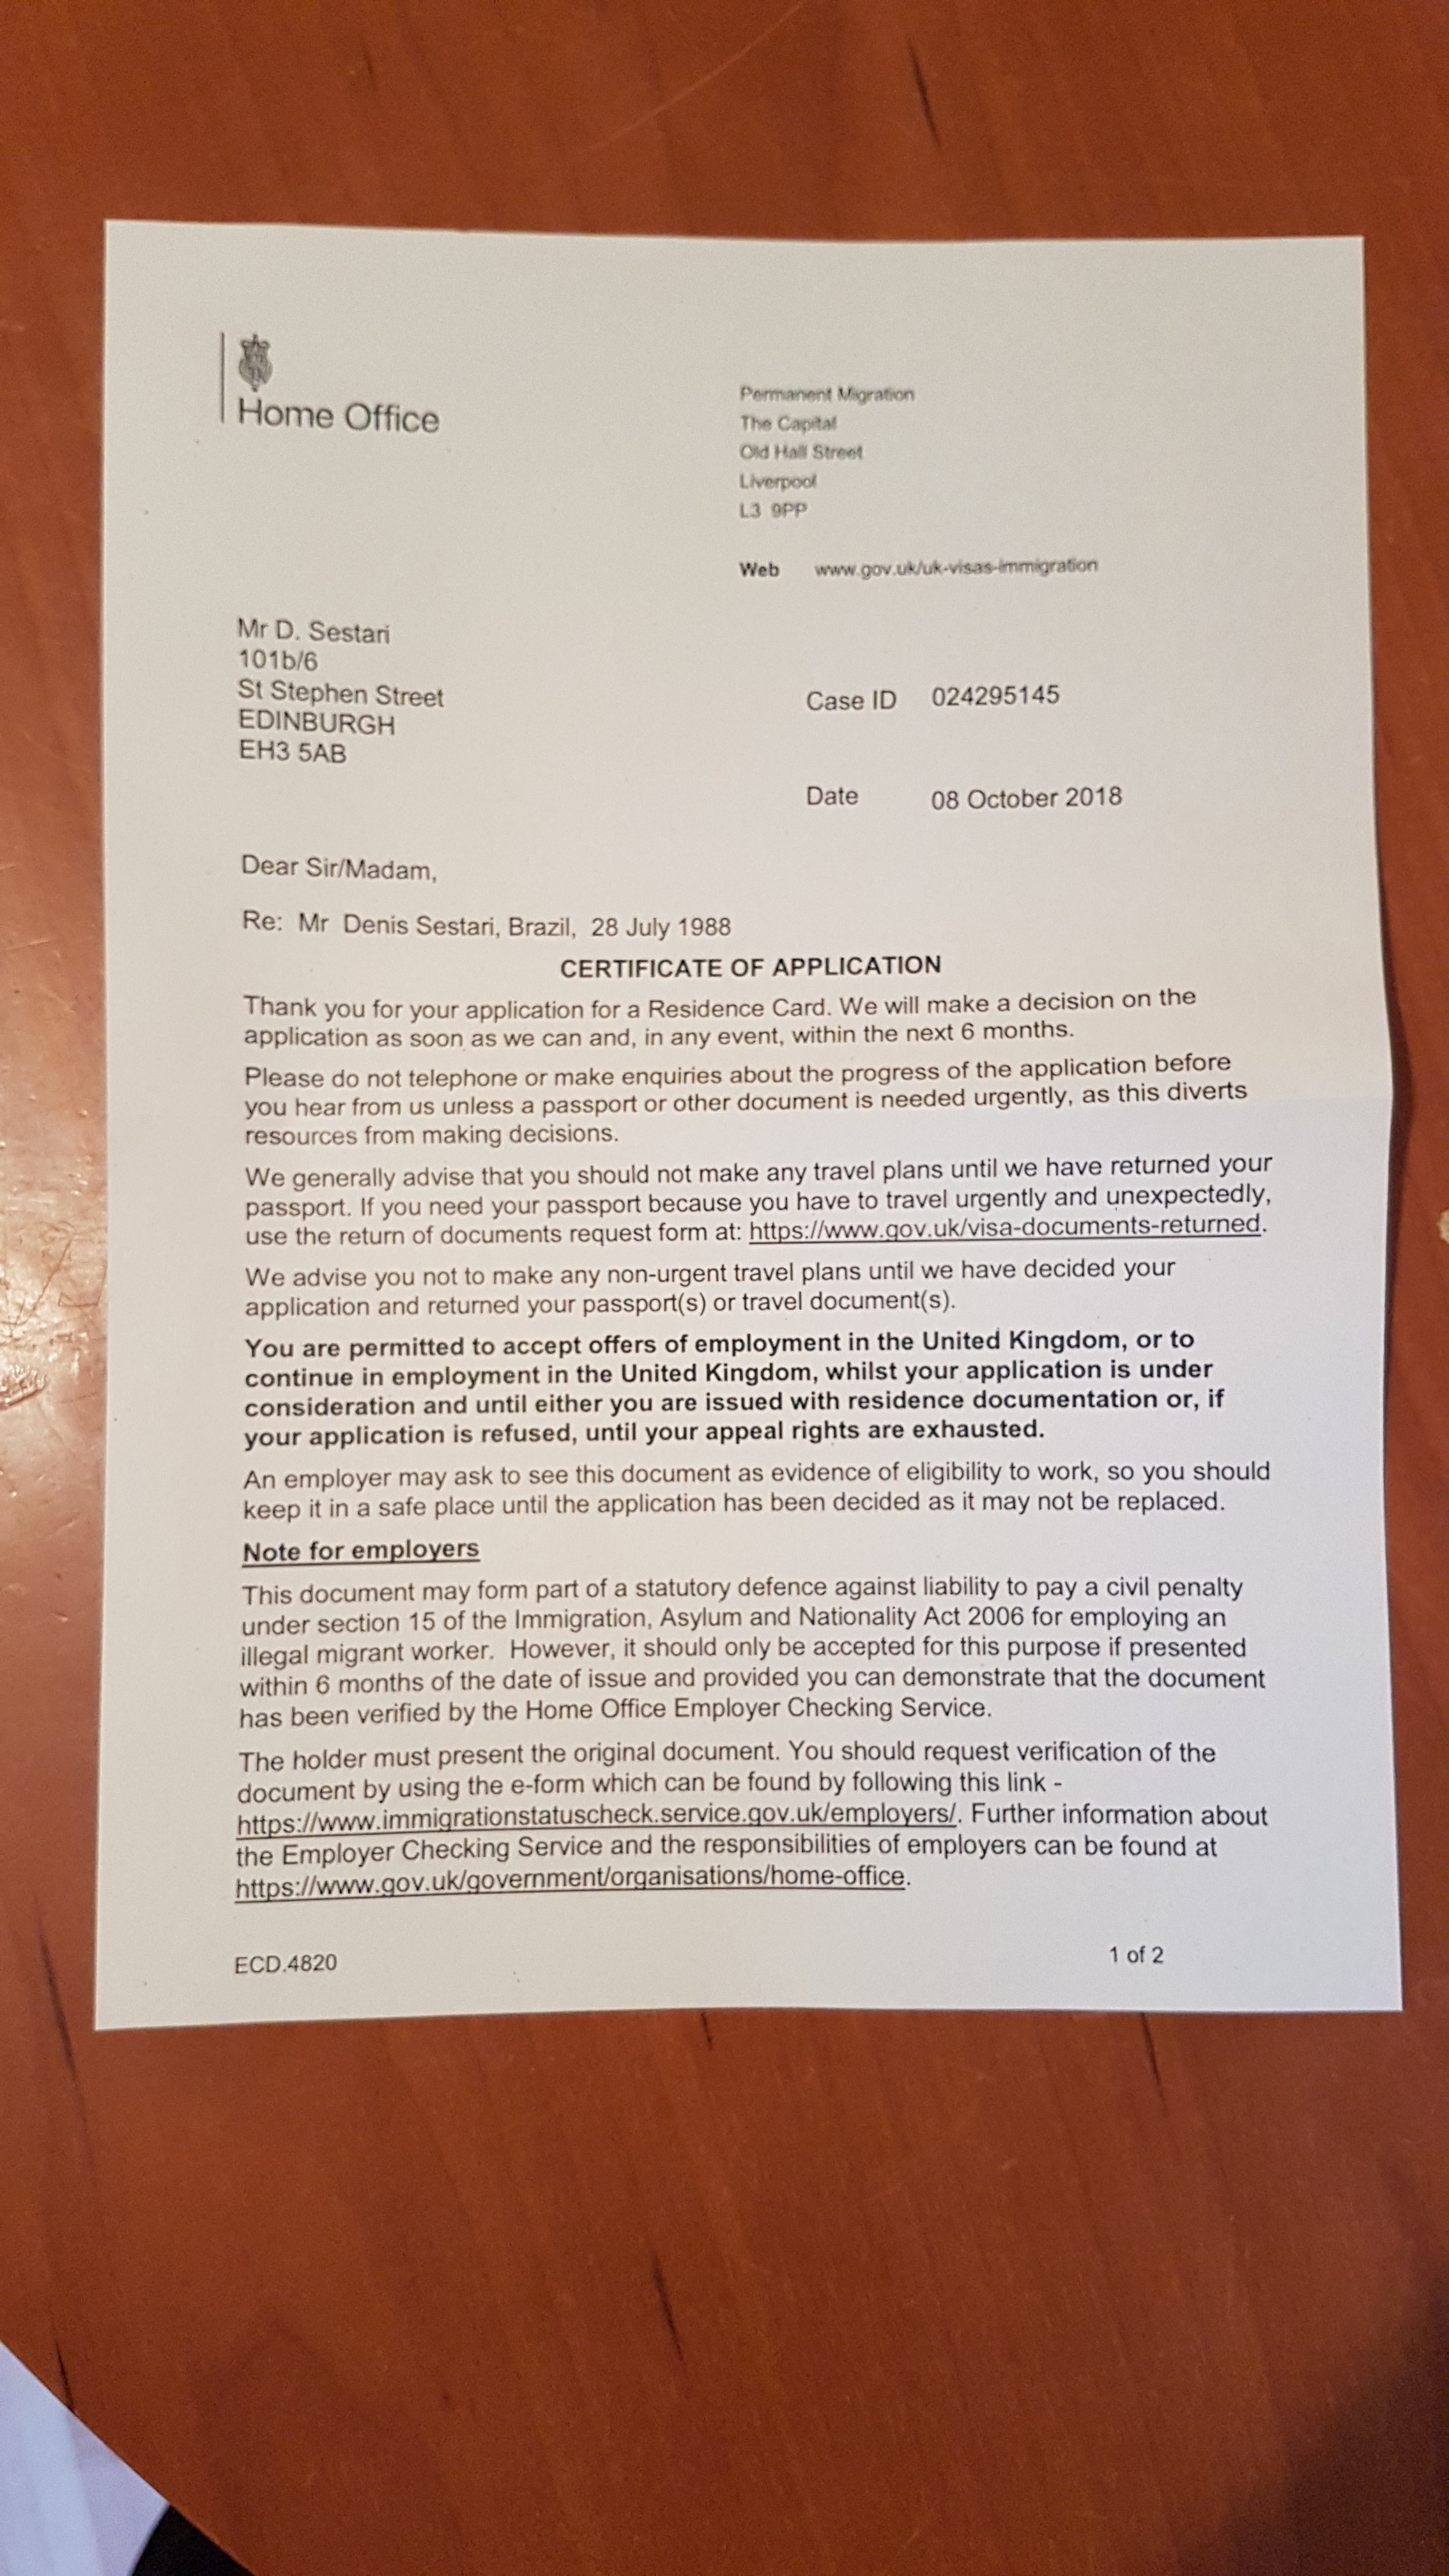 Home Office
Permanent Migration
The Capital
Old Hall Street
Liverpool
L3 9PP
Web www.gov.uk/uk-visas-immigration
Mr D. Sestari
101b/6
St Stephen Street
EDINBURGH
EH3 5AB
Case ID 024295145
Date 08 October 2018
Dear Sir/Madam,
Re: Mr Denis Sestari, Brazil, 28 July 1988
CERTIFICATE OF APPLICATION
Thank you for your application for a Residence Card. We will make a decision on the
application as soon as we can and, in any event, within the next 6 months.
Please do not telephone or make enquiries about the progress of the application before
you hear from us unless a passport or other document is needed urgently, as this diverts
resources from making decisions.
We generally advise that you should not make any travel plans until we have returned your
passport. If you need your passport because you have to travel urgently and unexpectedly,
use the return of documents request form at: https://www.gov.uk/visa-documents-returned.
We advise you not to make any non-urgent travel plans until we have decided your
application and returned your passport(s) or travel document(s).
You are permitted to accept offers of employment in the United Kingdom, or to
continue in employment in the United Kingdom, whilst your application is under
consideration and until either you are issued with residence documentation or, if
your application is refused, until your appeal rights are exhausted.
An employer may ask to see this document as evidence of eligibility to work, so you should
keep it in a safe place until the application has been decided as it may not be replaced.
Note for employers
This document may form part of a statutory defence against liability to pay a civil penalty
under section 15 of the Immigration, Asylum and Nationality Act 2006 for employing an
illegal migrant worker. However, it should only be accepted for this purpose if presented
within 6 months of the date of issue and provided you can demonstrate that the document
has been verified by the Home Office Employer Checking Service.
The holder must present the original document. You should request verification of the
document by using the e-form which can be found by following this link -
https://www.immigrationstatuscheck.service.gov.uk/employers/. Further information about
the Employer Checking Service and the responsibilities of employers can be found at
https://www.gov.uk/government/organisations/home-office.
ECD.4820
1 of 2